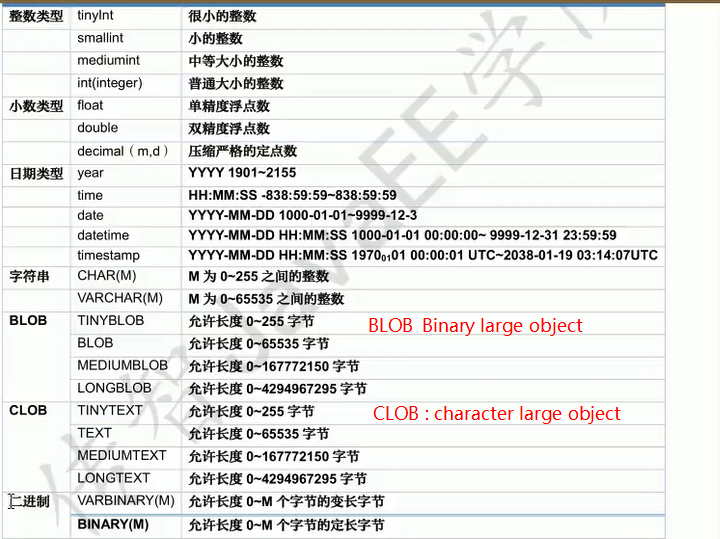 整数类型 tinyInt 很小的整数
smallint 小的整数
mediumint 中等大小的整数
int(integer) 普通大小的整数
小数类型 float 单精度浮点数
double 双精度浮点数
decimal（m,d） 压缩严格的定点数
日期类型 year YYYY 1901~2155
time HH:MM:SS -838:59:59~838:59:59
date YYYY-MM-DD 1000-01-01~9999-12-3
datetime YYYY-MM-DD HH:MM:SS 1000-01-01 00:00:00~ 9999-12-31 23:59:59
timestamp YYYY-MM-DD HH:MM:SS 1970₀₁01 00:00:01 UTC~2038-01-19 03:14:07UTC
字符串 CHAR(M) M 为 0~255 之间的整数
VARCHAR(M) M 为 0~65535 之间的整数
BLOB TINYBLOB 允许长度 0~255 字节 BLOB Binary large object
BLOB 允许长度 0~65535 字节
MEDIUMBLOB 允许长度 0~167772150 字节
LONGBLOB 允许长度 0~4294967295 字节
CLOB TINYTEXT 允许长度 0~255 字节 CLOB : character large object
TEXT 允许长度 0~65535 字节
MEDIUMTEXT 允许长度 0~167772150 字节
LONGTEXT 允许长度 0~4294967295 字节
二进制 VARBINARY(M) 允许长度 0~M 个字节的变长字节
BINARY(M) 允许长度 0~M 个字节的定长字节
传智JavaEE学